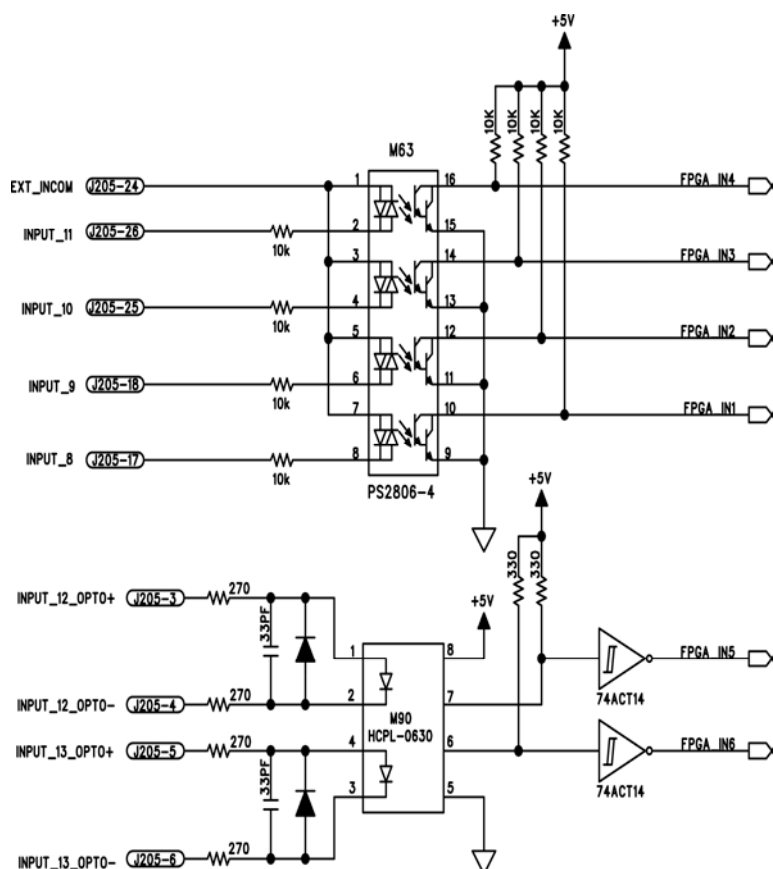 +5V
10K 10K 10K 10K
M63
EXT_INCOM J205-24 1 16 FPGA_IN4
INPUT_11 J205-26 10k 2 15
3 14 FPGA_IN3
INPUT_10 J205-25 10k 4 13
5 12 FPGA_IN2
INPUT_9 J205-18 10k 6 11
7 10 FPGA_IN1
INPUT_8 J205-17 10k 8 9
PS2806-4
+5V
330 330
INPUT_12_OPTO+ J205-3 270
33PF
+5V
1 8 FPGA_IN5
INPUT_12_OPTO- J205-4 270 2 7 74ACT14
M90
HCPL-0630
INPUT_13_OPTO+ J205-5 270 4 6 FPGA_IN6
33PF
3 5 74ACT14
INPUT_13_OPTO- J205-6 270